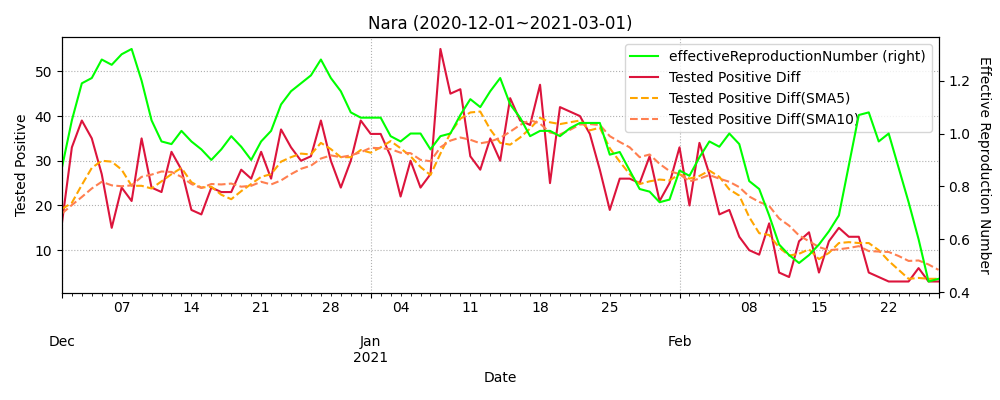 Nara (2020-12-01~2021-03-01)
effectiveReproductionNumber (right)
Tested Positive Diff
Tested Positive Diff(SMA5)
Tested Positive Diff(SMA10)
Tested Positive
50
40
30
20
10
Effective Reproduction Number
1.2
1.0
0.8
0.6
0.4
07 14 21 28 04 11 18 25 08 15 22
Dec Jan Feb
2021
Date